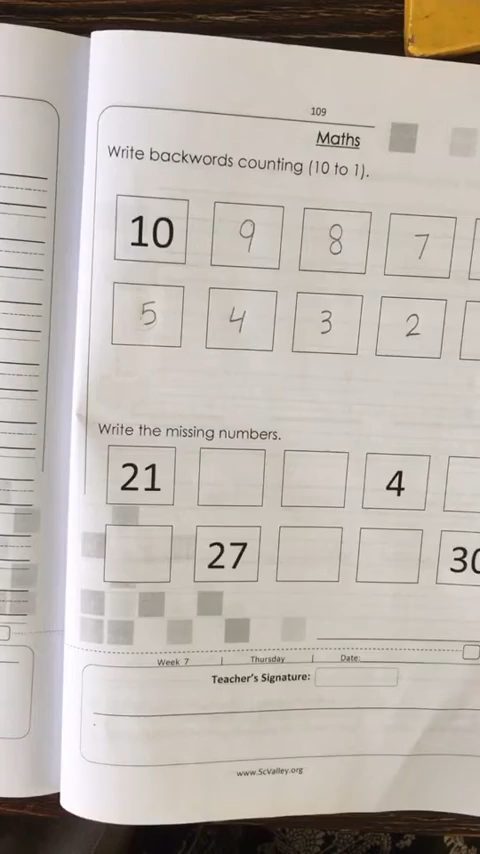 109
Maths
Write backwords counting (10 to 1).
10 9 8 7
5 4 3 2
Write the missing numbers.
21 4
27 30
Week 7 | Thursday | Date:
Teacher's Signature:
www.ScValley.org